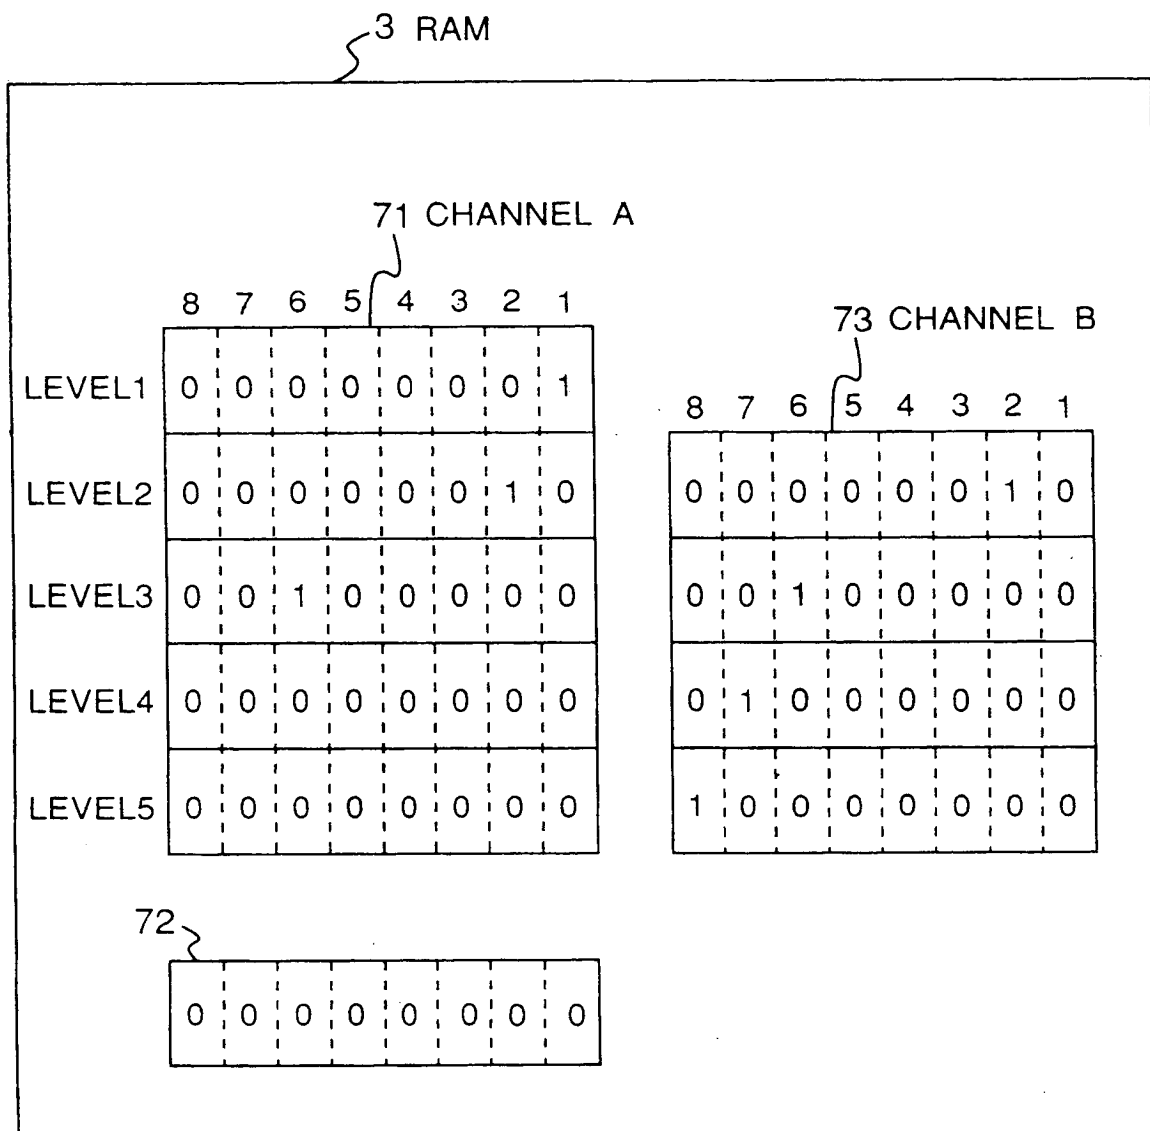 3 RAM
71 CHANNEL A
8 7 6 5 4 3 2 1
73 CHANNEL B
LEVEL1 0 0 0 0 0 0 0 1
8 7 6 5 4 3 2 1
LEVEL2 0 0 0 0 0 0 1 0 0 0 0 0 0 0 1 0
LEVEL3 0 0 1 0 0 0 0 0 0 0 1 0 0 0 0 0
LEVEL4 0 0 0 0 0 0 0 0 0 1 0 0 0 0 0 0
LEVEL5 0 0 0 0 0 0 0 0 1 0 0 0 0 0 0 0
72
0 0 0 0 0 0 0 0